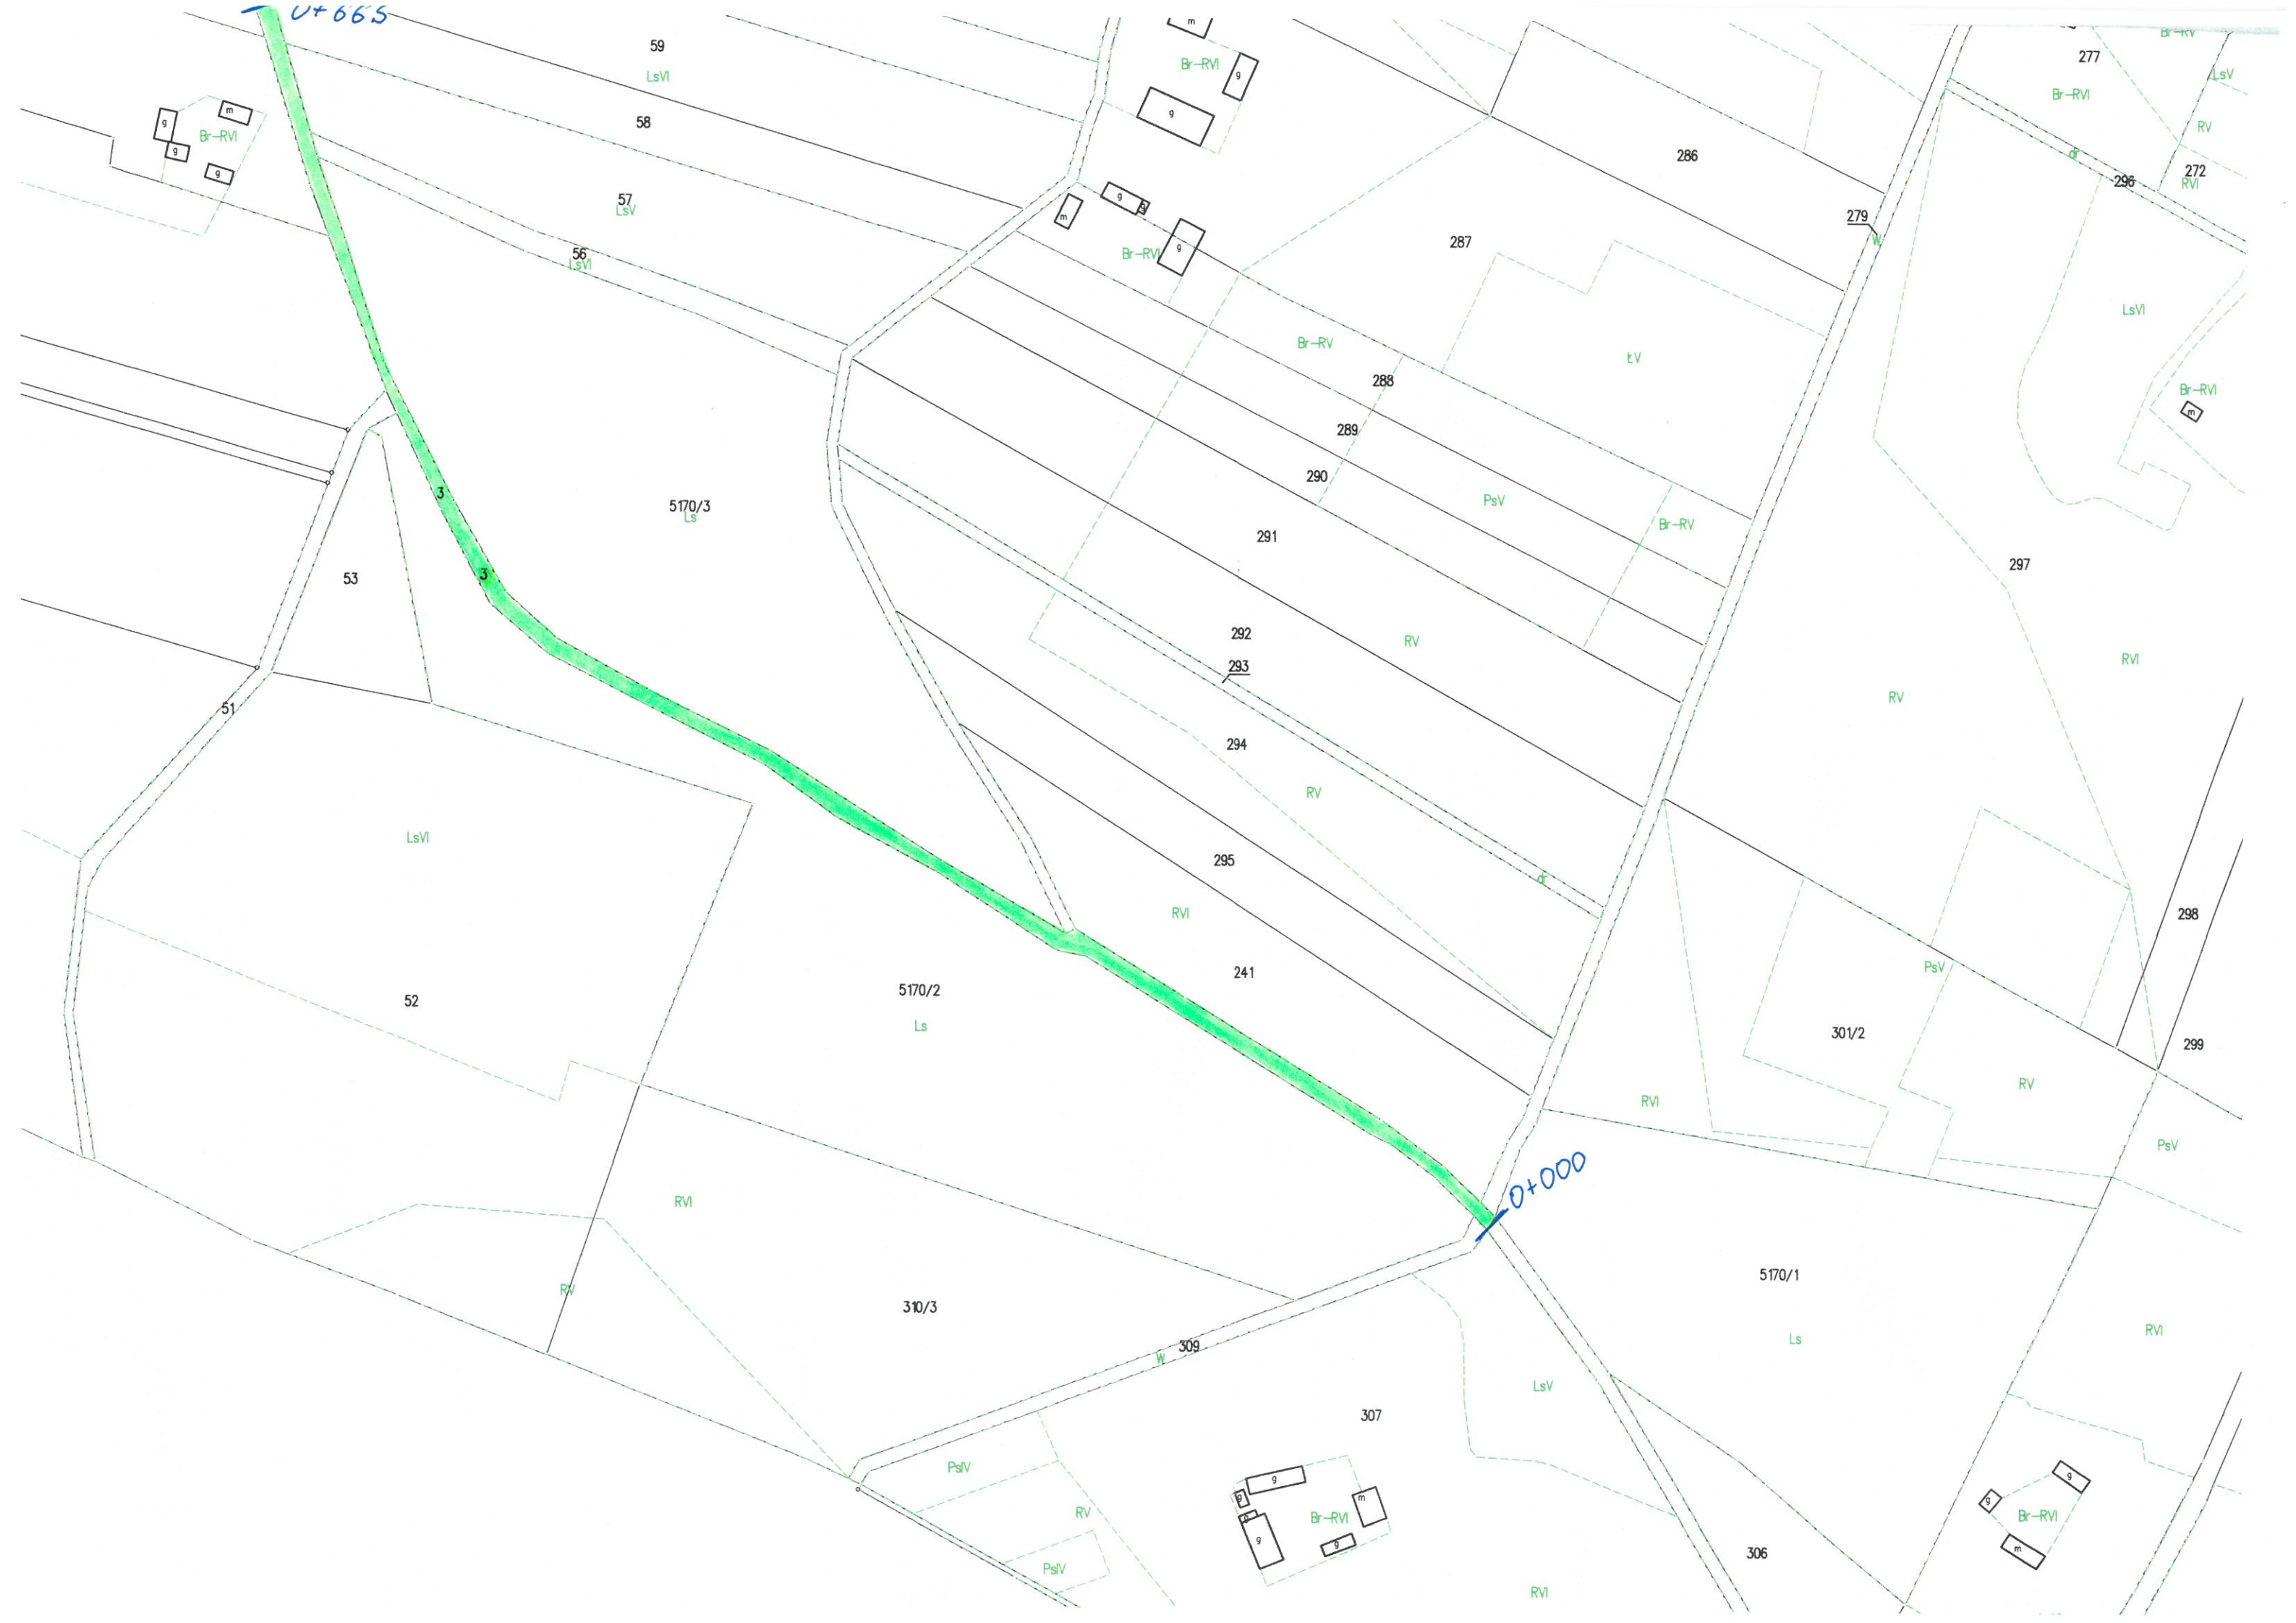 0+665
59
LsVI
58
57
LsV
56
LsVI
m
g
Br-RVI
g
g
m
Br-RVI
g
g
g
g
m
Br-RVI
g
277
Br-RVI
Br-RV
LsV
RV
dr
296
272
RVI
286
279
W
287
LsVI
Br-RVI
m
Br-RV
288
ŁV
289
290
PsV
Br-RV
291
297
3
5170/3
Ls
3
53
292
RV
293
RVI
RV
51
294
RV
LsVI
295
dr
298
RVI
241
PsV
52
5170/2
Ls
301/2
299
RV
RVI
PsV
0+000
RVI
RV
310/3
309
W
5170/1
Ls
RVI
LsV
307
PsIV
RV
PsIV
g
g
g
m
Br-RVI
g
g
306
RVI
g
g
Br-RVI
m